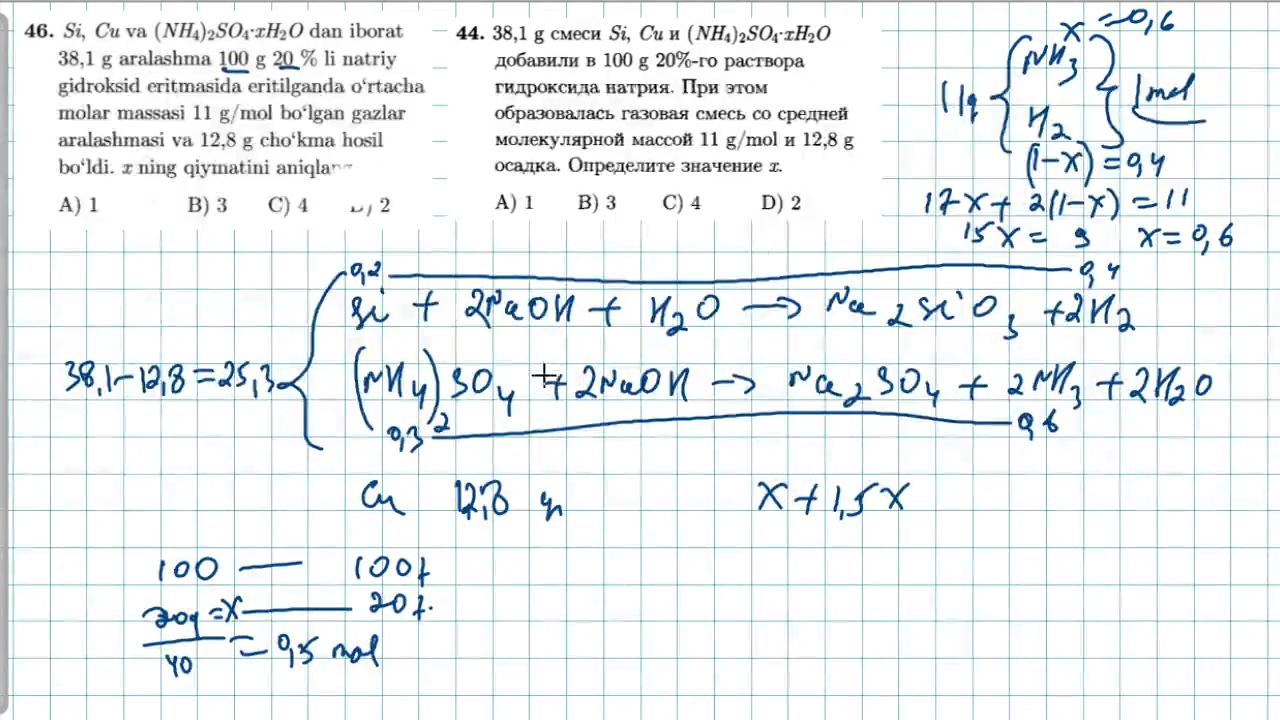 46. Si, Cu va (NH₄)₂SO₄·xH₂O dan iborat
38,1 g aralashma 100 g 20 % li natriy
gidroksid eritmasida eritilganda o‘rtacha
molar massasi 11 g/mol bo‘lgan gazlar
aralashmasi va 12,8 g cho‘kma hosil
bo‘ldi. x ning qiymatini aniqlan
A) 1 B) 3 C) 4 D) 2
44. 38,1 g смеси Si, Cu и (NH₄)₂SO₄·xH₂O
добавили в 100 g 20%-го раствора
гидроксида натрия. При этом
образовалась газовая смесь со средней
молекулярной массой 11 g/mol и 12,8 g
осадка. Определите значение x.
A) 1 B) 3 C) 4 D) 2
x = 0,6
11g { NH₃
H₂ } 1 mol
(1-x) = 0,4
17x + 2(1-x) = 11
15x = 9 x = 0,6
0,2 0,4
Si + 2NaOH + H₂O → Na₂SiO₃ + 2H₂
38,1 - 12,8 = 25,3
(NH₄)₂SO₄ + 2NaOH → Na₂SO₄ + 2NH₃ + 2H₂O
0,3 0,6
Cu 12,8 g
x + 1,5x
100 — 100%
20g = x — 20%
40 = 0,5 mol